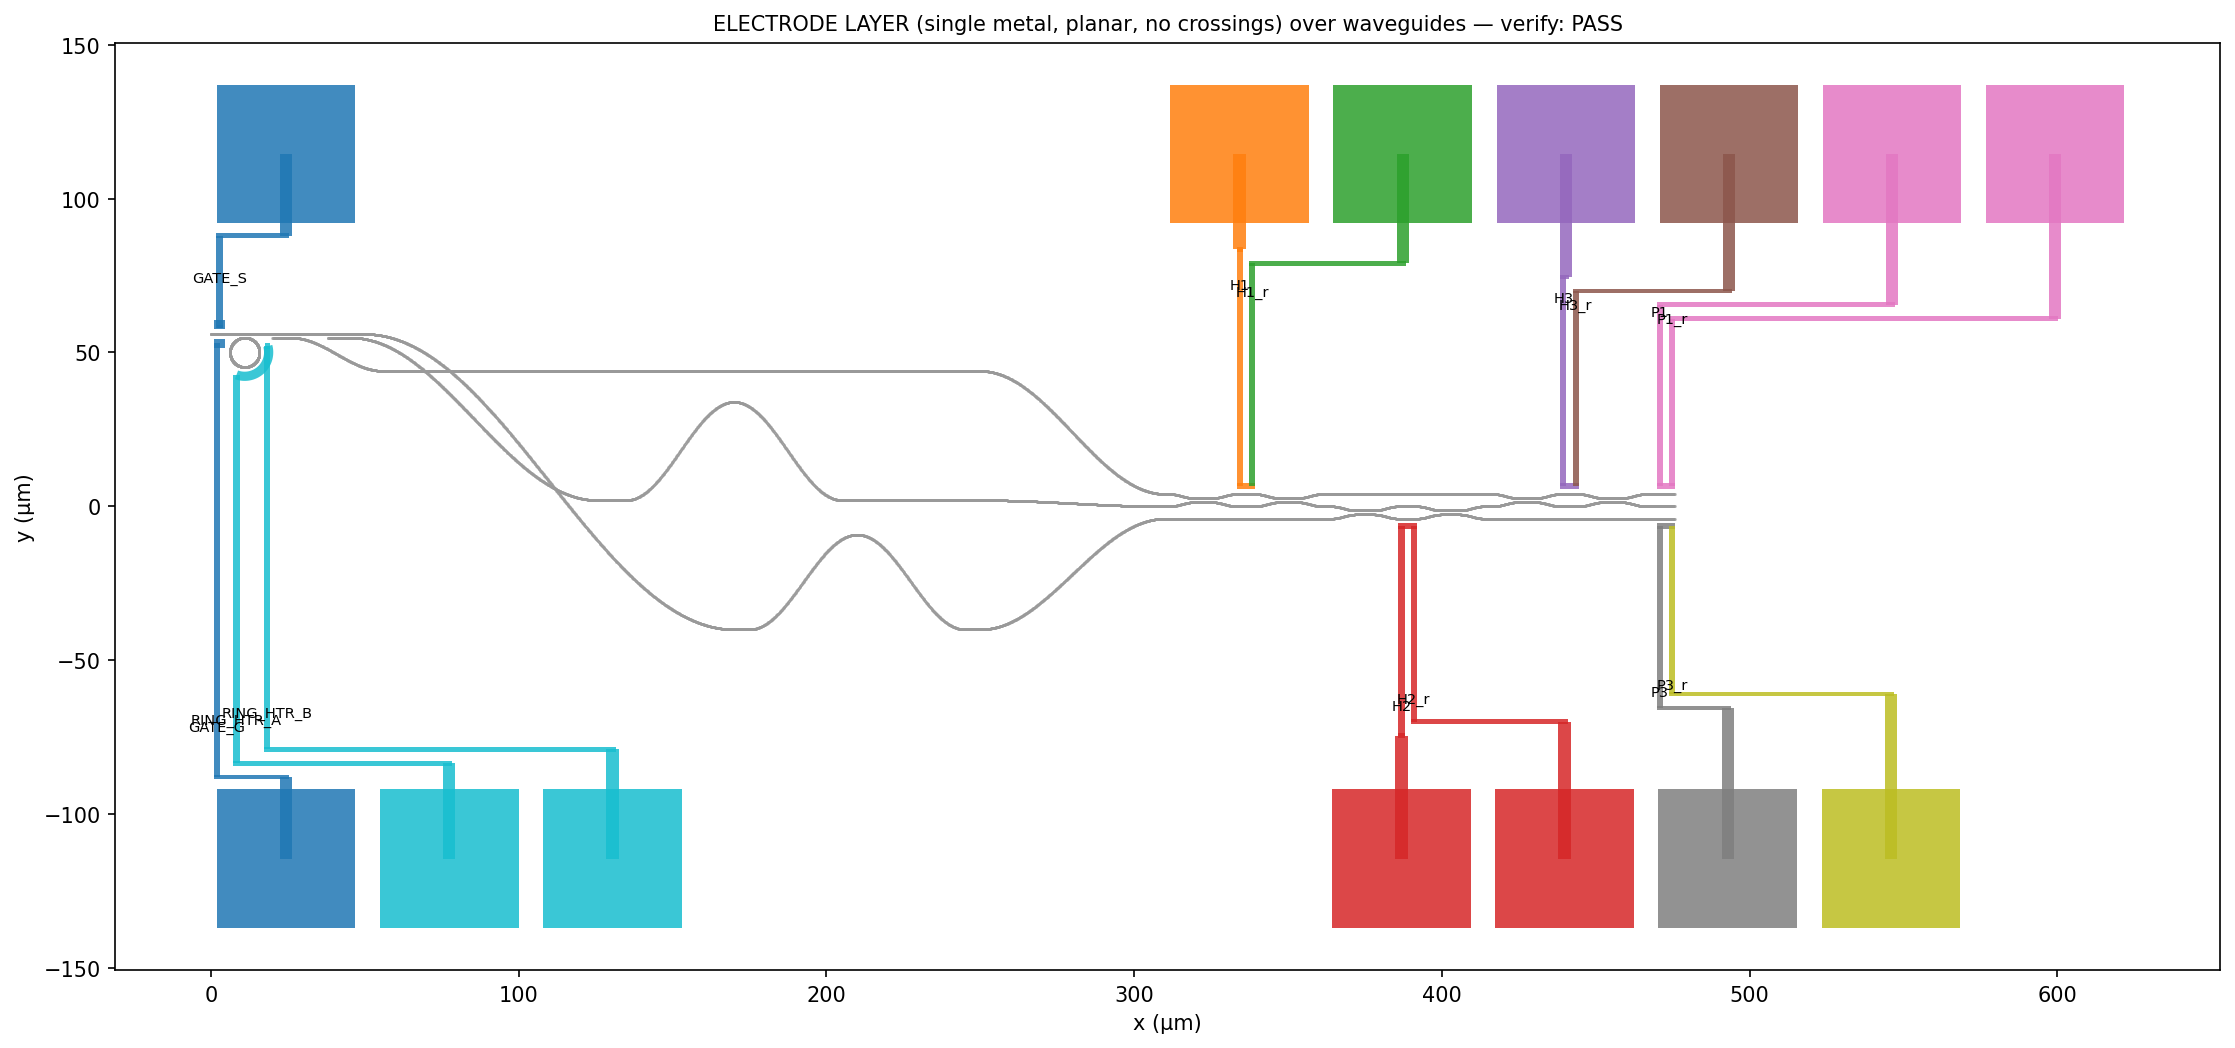 ELECTRODE LAYER (single metal, planar, no crossings) over waveguides — verify: PASS
150
100
50
0
−50
−100
−150
y (µm)
GATE_S
H1
H1_r
H3
H3_r
P1
P1_r
RING_HTR_B
RING_HTR_A
GATE_G
H2_r
H2
P3_r
P3
0
100
200
300
400
500
600
x (µm)